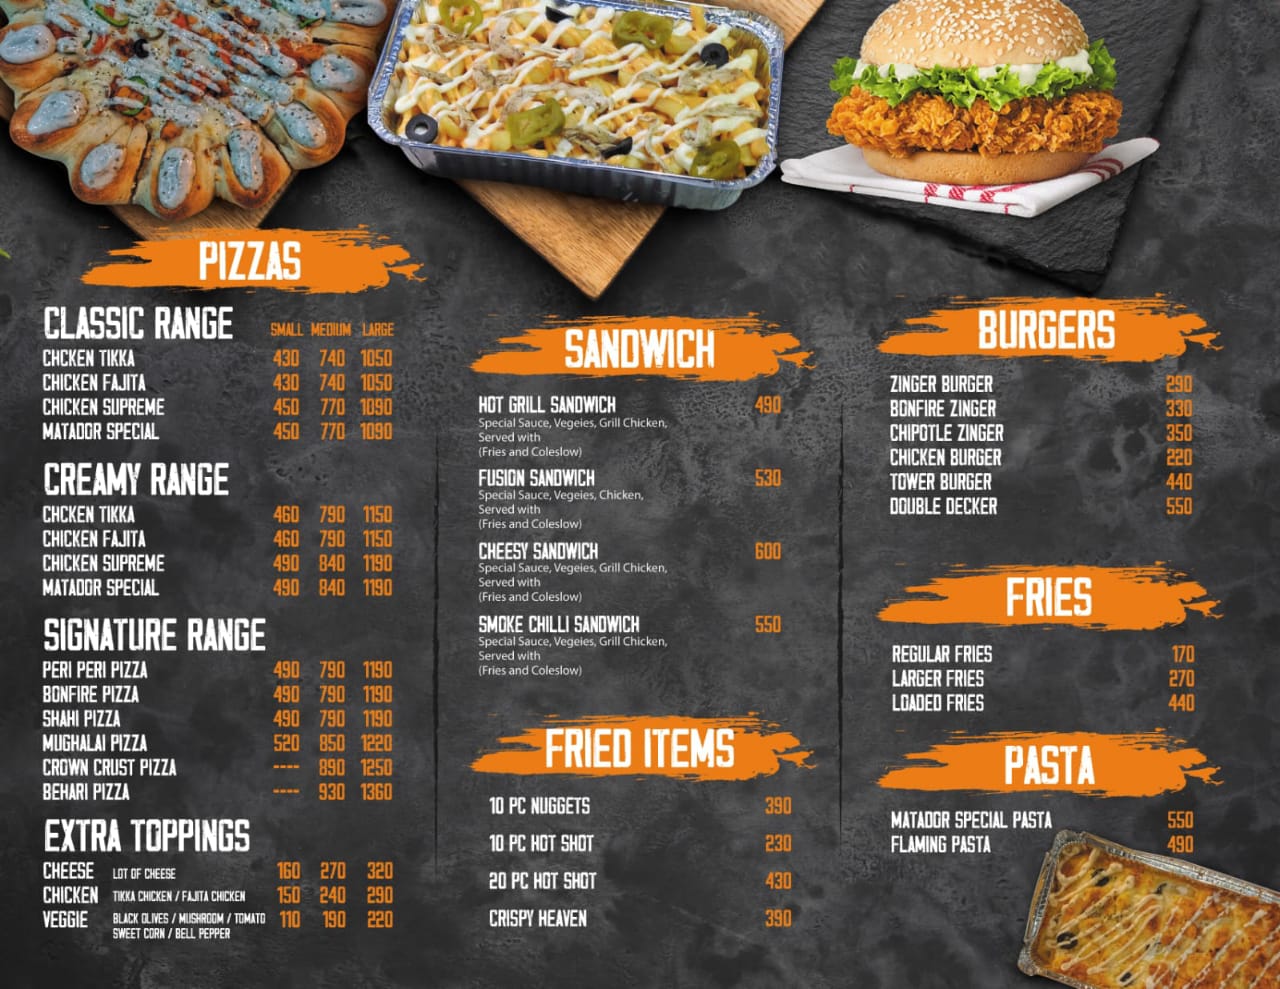 PIZZAS
CLASSIC RANGE SMALL MEDIUM LARGE
CHCKEN TIKKA 430 740 1050
CHICKEN FAJITA 430 740 1050
CHICKEN SUPREME 450 770 1090
MATADOR SPECIAL 450 770 1090
CREAMY RANGE
CHCKEN TIKKA 460 790 1150
CHICKEN FAJITA 460 790 1150
CHICKEN SUPREME 490 840 1190
MATADOR SPECIAL 490 840 1190
SIGNATURE RANGE
PERI PERI PIZZA 490 790 1190
BONFIRE PIZZA 490 790 1190
SHAHI PIZZA 490 790 1190
MUGHALAI PIZZA 520 850 1220
CROWN CRUST PIZZA ---- 890 1250
BEHARI PIZZA ---- 930 1360
EXTRA TOPPINGS
CHEESE LOT OF CHEESE 160 270 320
CHICKEN TIKKA CHICKEN / FAJITA CHICKEN 150 240 290
VEGGIE BLACK OLIVES / MUSHROOM / TOMATO 110 190 220
SWEET CORN / BELL PEPPER
SANDWICH
HOT GRILL SANDWICH 490
Special Sauce, Vegeies, Grill Chicken,
Served with
(Fries and Coleslow)
FUSION SANDWICH 530
Special Sauce, Vegeies, Chicken,
Served with
(Fries and Coleslow)
CHEESY SANDWICH 600
Special Sauce, Vegeies, Grill Chicken,
Served with
(Fries and Coleslow)
SMOKE CHILLI SANDWICH 550
Special Sauce, Vegeies, Grill Chicken,
Served with
(Fries and Coleslow)
FRIED ITEMS
10 PC NUGGETS 390
10 PC HOT SHOT 230
20 PC HOT SHOT 430
CRISPY HEAVEN 390
BURGERS
ZINGER BURGER 290
BONFIRE ZINGER 330
CHIPOTLE ZINGER 350
CHICKEN BURGER 220
TOWER BURGER 440
DOUBLE DECKER 550
FRIES
REGULAR FRIES 170
LARGER FRIES 270
LOADED FRIES 440
PASTA
MATADOR SPECIAL PASTA 550
FLAMING PASTA 490